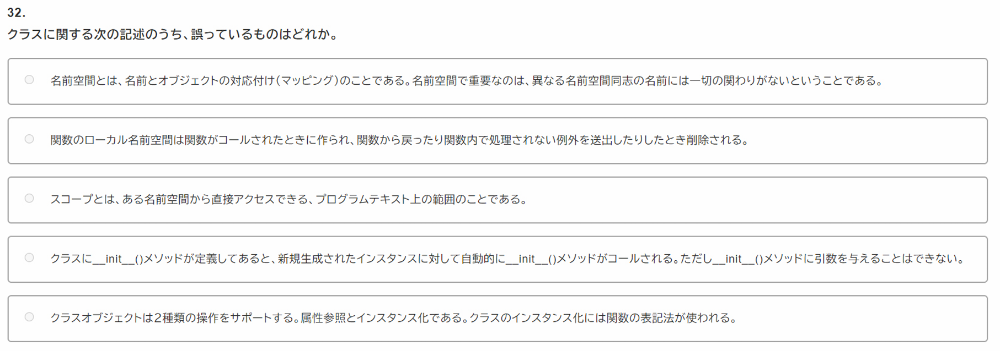 32.
クラスに関する次の記述のうち、誤っているものはどれか。
名前空間とは、名前とオブジェクトの対応付け（マッピング）のことである。名前空間で重要なのは、異なる名前空間同志の名前には一切の関わりがないということである。
関数のローカル名前空間は関数がコールされたときに作られ、関数から戻ったり関数内で処理されない例外を送出したりしたとき削除される。
スコープとは、ある名前空間から直接アクセスできる、プログラムテキスト上の範囲のことである。
クラスに__init__()メソッドが定義してあると、新規生成されたインスタンスに対して自動的に__init__()メソッドがコールされる。ただし__init__()メソッドに引数を与えることはできない。
クラスオブジェクトは2種類の操作をサポートする。属性参照とインスタンス化である。クラスのインスタンス化には関数の表記法が使われる。